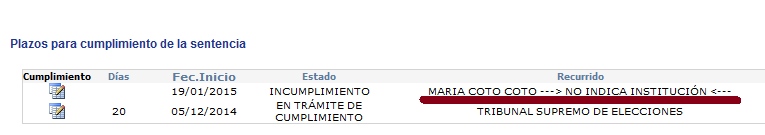 Plazos para cumplimiento de la sentencia
Cumplimiento Días Fec.Inicio Estado Recurrido
19/01/2015 INCUMPLIMIENTO MARIA COTO COTO ---> NO INDICA INSTITUCIÓN <---
20 05/12/2014 EN TRÁMITE DE CUMPLIMIENTO TRIBUNAL SUPREMO DE ELECCIONES